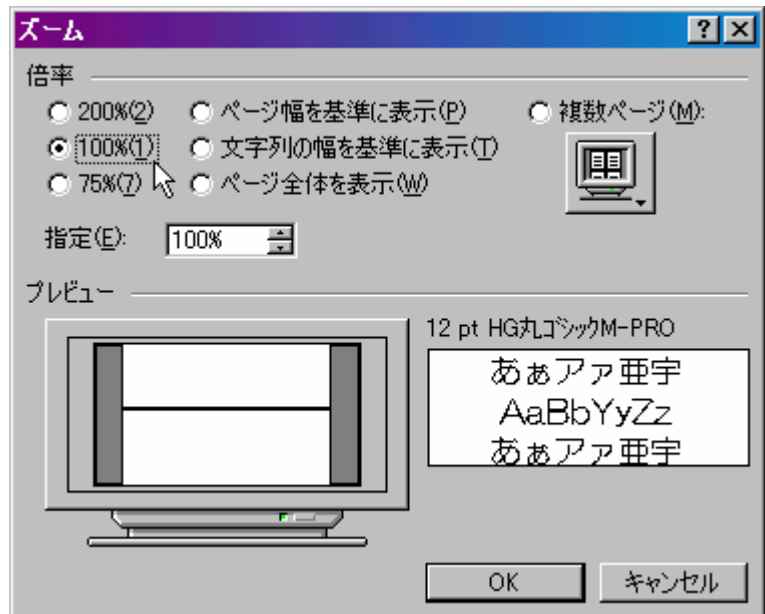 ズーム
倍率
200%(2) ページ幅を基準に表示(P) 複数ページ(M):
100%(1) 文字列の幅を基準に表示(T)
75%(7) ページ全体を表示(W)
指定(E): 100%
プレビュー
12 pt HG丸ゴシックM-PRO
あぁアァ亜宇
AaBbYyZz
あぁアァ亜宇
OK キャンセル